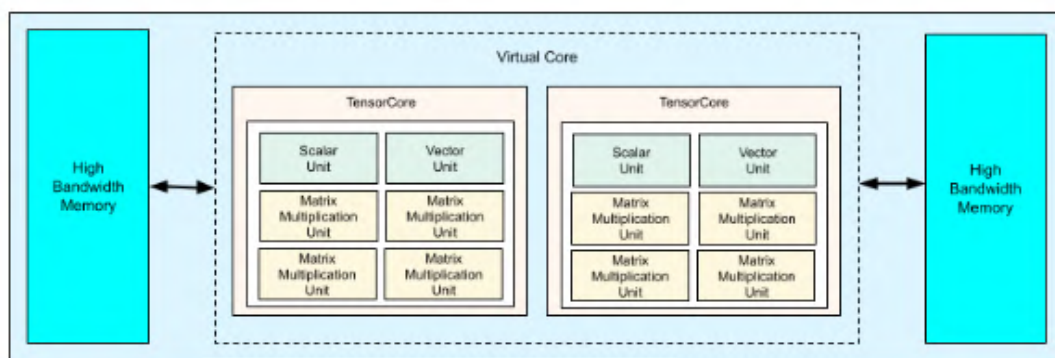 Virtual Core
High
Bandwidth
Memory
TensorCore
Scalar
Unit
Vector
Unit
Matrix
Multiplication
Unit
Matrix
Multiplication
Unit
Matrix
Multiplication
Unit
Matrix
Multiplication
Unit
TensorCore
Scalar
Unit
Vector
Unit
Matrix
Multiplication
Unit
Matrix
Multiplication
Unit
Matrix
Multiplication
Unit
Matrix
Multiplication
Unit
High
Bandwidth
Memory